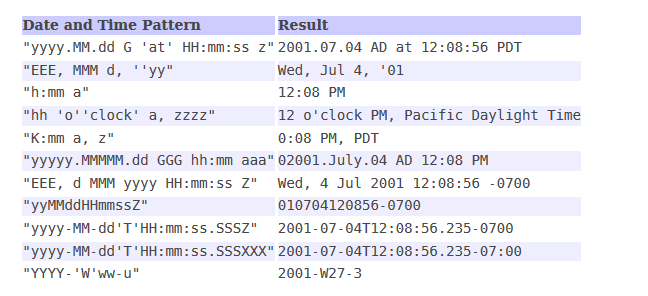 Date and Time Pattern Result
"yyyy.MM.dd G 'at' HH:mm:ss z" 2001.07.04 AD at 12:08:56 PDT
"EEE, MMM d, ''yy" Wed, Jul 4, '01
"h:mm a" 12:08 PM
"hh 'o''clock' a, zzzz" 12 o'clock PM, Pacific Daylight Time
"K:mm a, z" 0:08 PM, PDT
"yyyyy.MMMMM.dd GGG hh:mm aaa" 02001.July.04 AD 12:08 PM
"EEE, d MMM yyyy HH:mm:ss Z" Wed, 4 Jul 2001 12:08:56 -0700
"yyMMddHHmmssZ" 010704120856-0700
"yyyy-MM-dd'T'HH:mm:ss.SSSZ" 2001-07-04T12:08:56.235-0700
"yyyy-MM-dd'T'HH:mm:ss.SSSXXX" 2001-07-04T12:08:56.235-07:00
"YYYY-'W'ww-u" 2001-W27-3